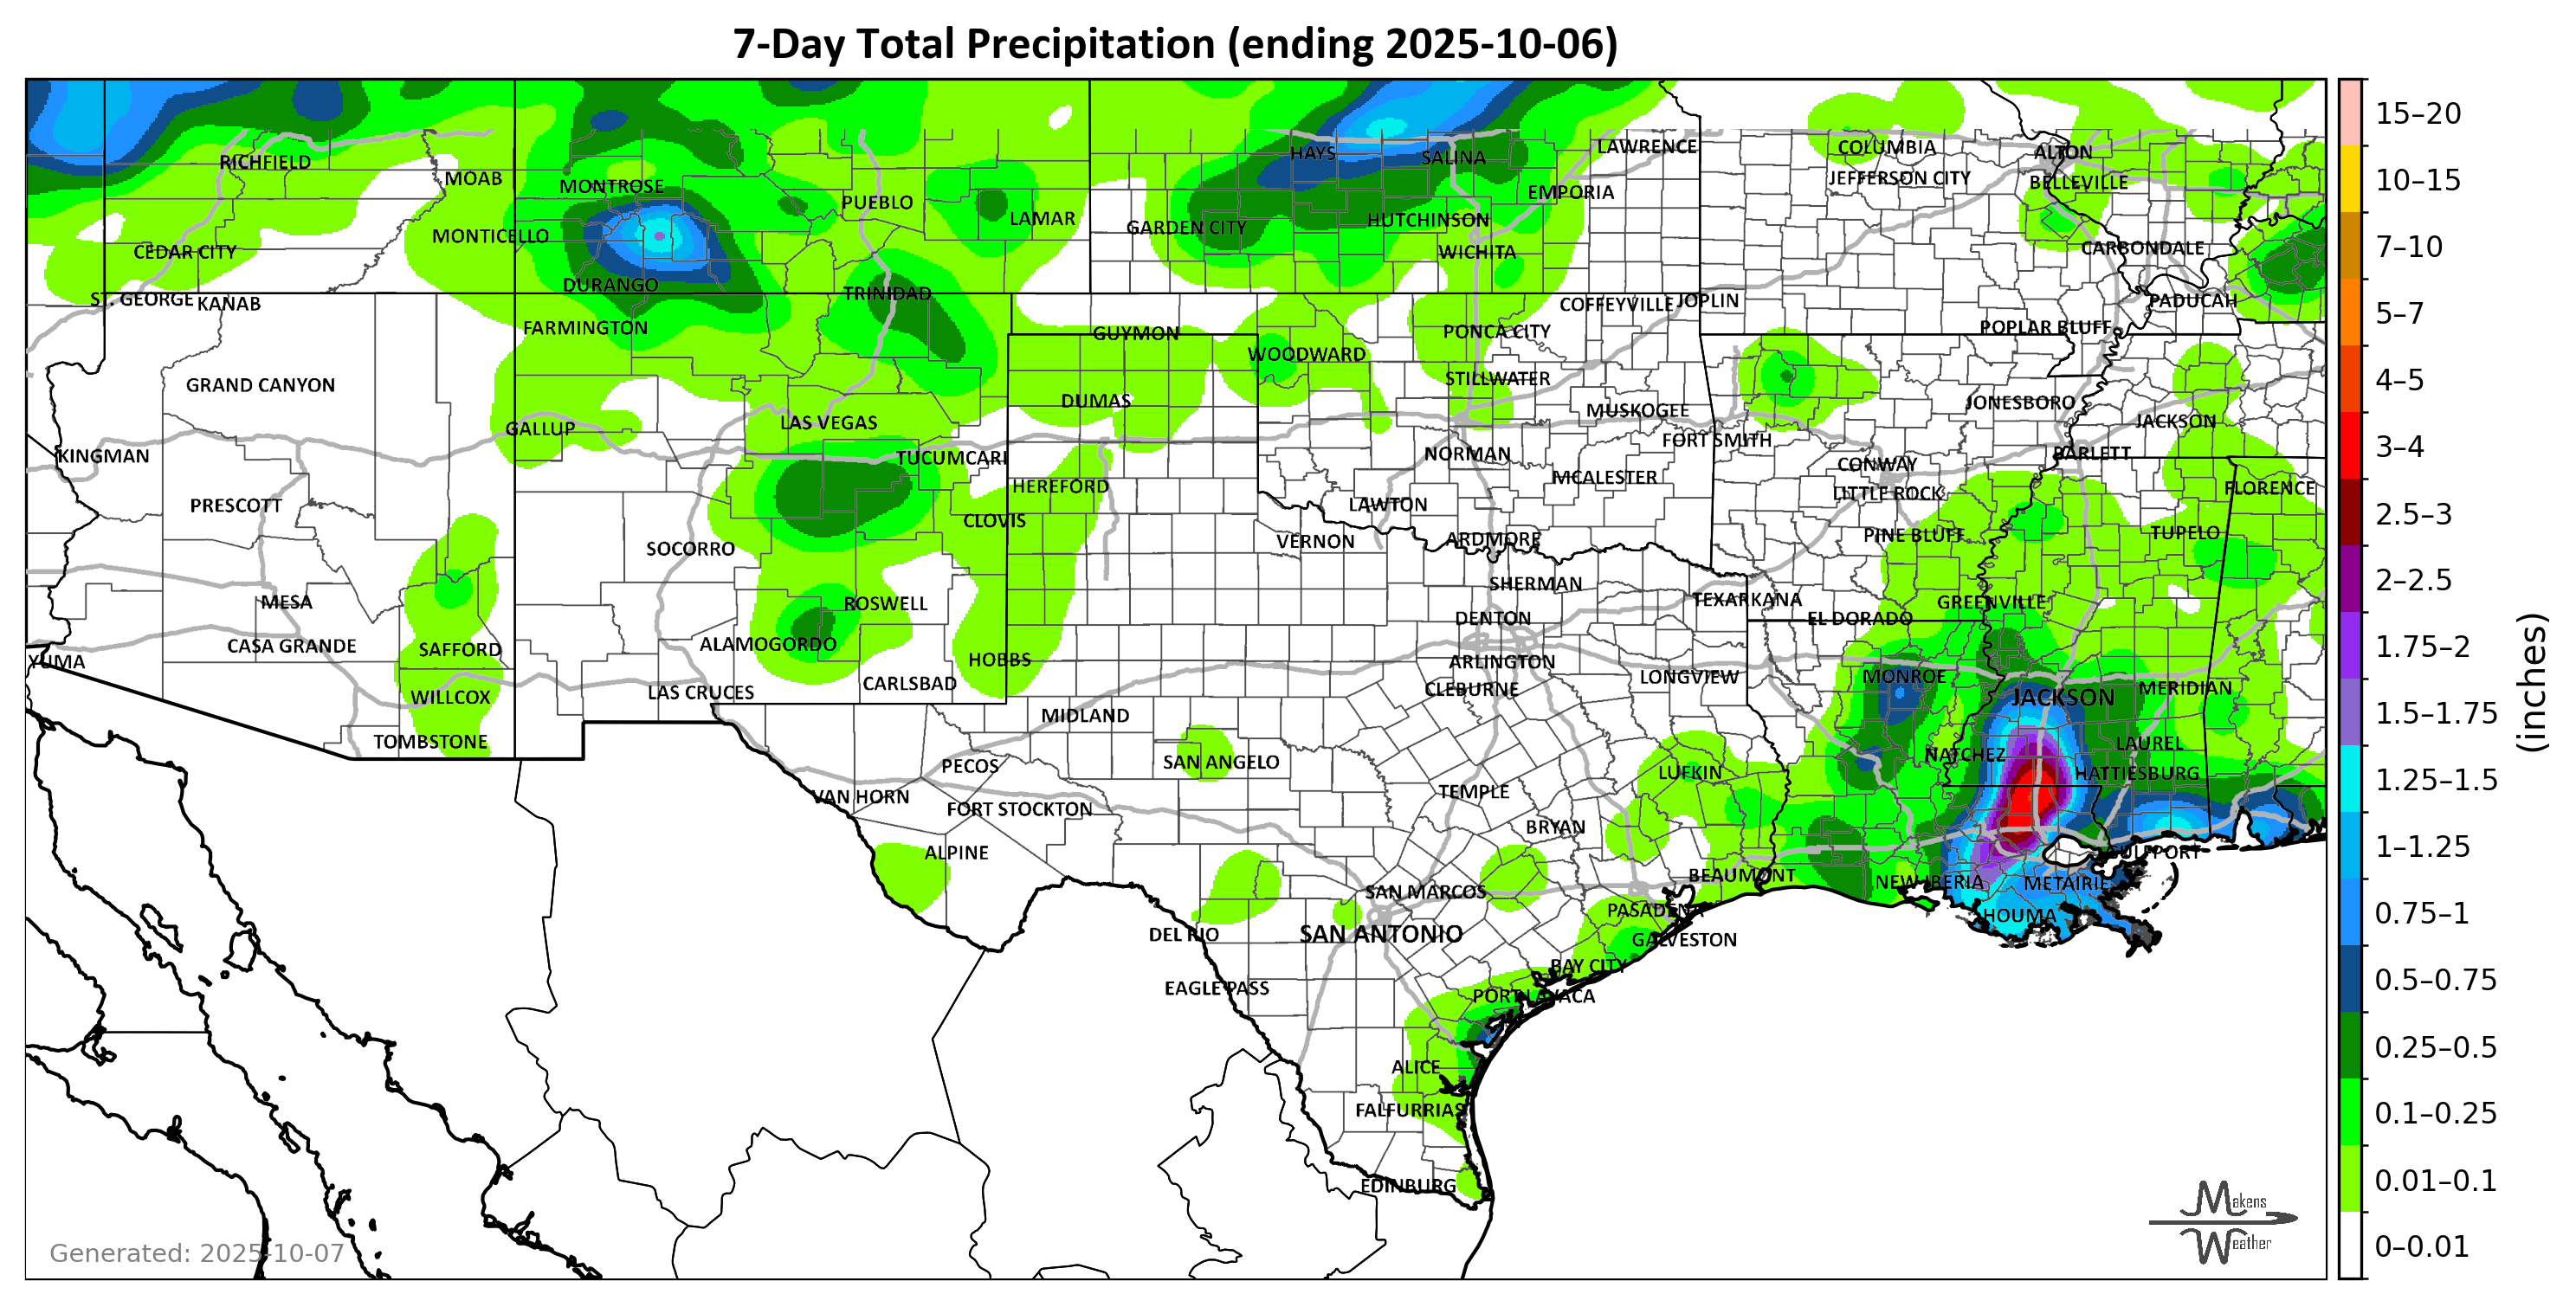 7-Day Total Precipitation (ending 2025-10-06)
RICHFIELD
MOAB
MONTROSE
PUEBLO
LAMAR
HAYS
SALINA
LAWRENCE
EMPORIA
COLUMBIA
ALTON
JEFFERSON CITY
BELLEVILLE
CEDAR CITY
MONTICELLO
GARDEN CITY
HUTCHINSON
WICHITA
CARBONDALE
DURANGO
TRINIDAD
ST. GEORGE
KANAB
COFFEYVILLE
JOPLIN
PADUCAH
FARMINGTON
GUYMON
PONCA CITY
POPLAR BLUFF
WOODWARD
GRAND CANYON
STILLWATER
DUMAS
MUSKOGEE
JONESBORO
GALLUP
LAS VEGAS
JACKSON
KINGMAN
TUCUMCARI
NORMAN
FORT SMITH
BARLETT
CONWAY
HEREFORD
MCALESTER
LITTLE ROCK
FLORENCE
PRESCOTT
LAWTON
CLOVIS
PINE BLUFF
TUPELO
SOCORRO
VERNON
ARDMORE
SHERMAN
MESA
ROSWELL
TEXARKANA
GREENVILLE
DENTON
EL DORADO
CASA GRANDE
SAFFORD
ALAMOGORDO
YUMA
HOBBS
ARLINGTON
LONGVIEW
MONROE
WILLCOX
LAS CRUCES
CARLSBAD
CLEBURNE
JACKSON
MERIDIAN
MIDLAND
TOMBSTONE
PECOS
SAN ANGELO
LUFKIN
NATCHEZ
LAUREL
HATTIESBURG
VAN HORN
FORT STOCKTON
TEMPLE
BRYAN
ALPINE
GULFPORT
BEAUMONT
NEW IBERIA
METAIRIE
SAN MARCOS
PASADENA
HOUMA
DEL RIO
SAN ANTONIO
GALVESTON
BAY CITY
EAGLE PASS
PORT LAVACA
ALICE
FALFURRIAS
EDINBURG
Generated: 2025-10-07
Makens
Weather
15–20
10–15
7–10
5–7
4–5
3–4
2.5–3
2–2.5
1.75–2
1.5–1.75
1.25–1.5
1–1.25
0.75–1
0.5–0.75
0.25–0.5
0.1–0.25
0.01–0.1
0–0.01
(inches)